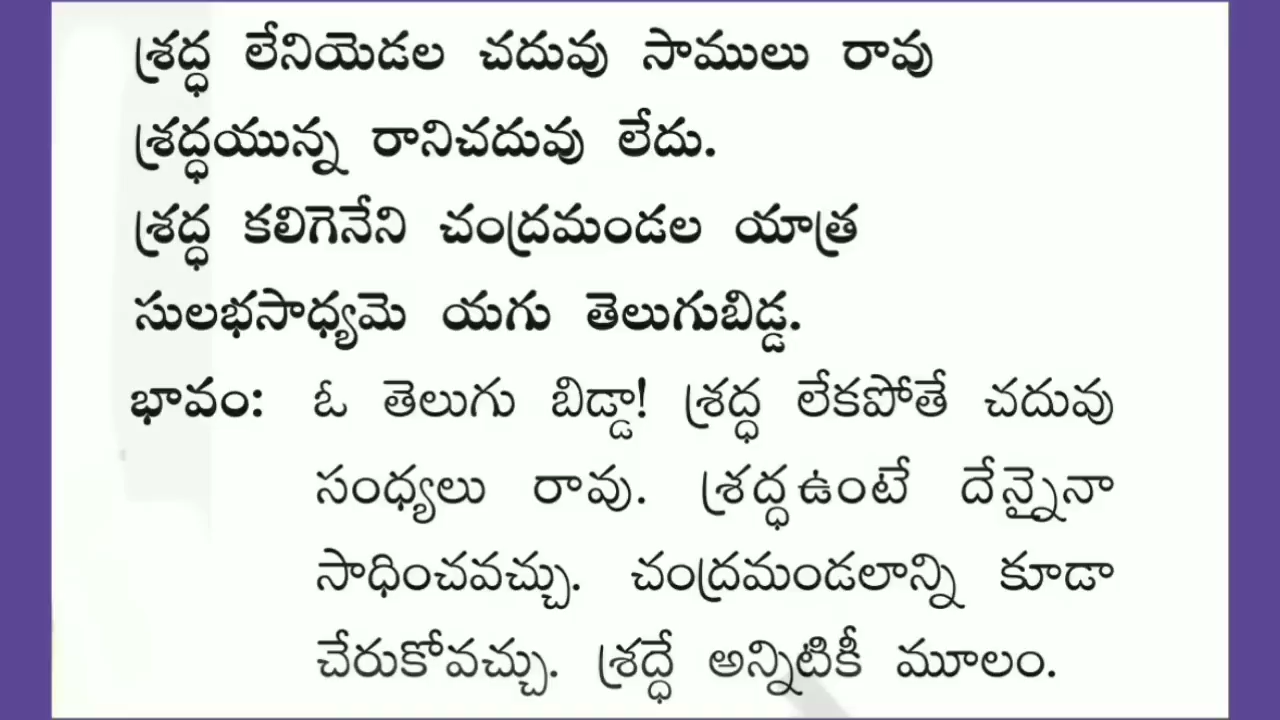 శ్రద్ధ లేనియెడల చదువు సాములు రావు
శ్రద్ధయున్న రానిచదువు లేదు.
శ్రద్ధ కలిగెనేని చంద్రమండల యాత్ర
సులభసాధ్యమె యగు తెలుగుబిడ్డ.
భావం: ఓ తెలుగు బిడ్డా! శ్రద్ధ లేకపోతే చదువు
సంధ్యలు రావు. శ్రద్ధఉంటే దేన్నైనా
సాధించవచ్చు. చంద్రమండలాన్ని కూడా
చేరుకోవచ్చు. శ్రద్ధే అన్నిటికీ మూలం.